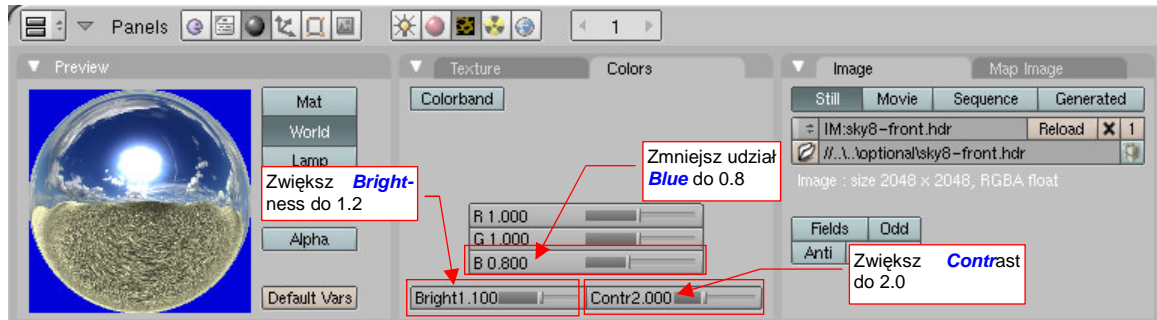 Panels
1
Preview
Mat
World
Lamp
Alpha
Default Vars
Zwiększ Bright-
ness do 1.2
Texture
Colors
Colorband
Zmniejsz udział
Blue do 0.8
R 1.000
G 1.000
B 0.800
Bright1.100
Contr2.000
Image
Map Image
Still
Movie
Sequence
Generated
IM:sky8-front.hdr
Reload
X
1
//..\..\optional\sky8-front.hdr
Image : size 2048 x 2048, RGBA float
Fields
Odd
Anti
Zwiększ Contrast
do 2.0